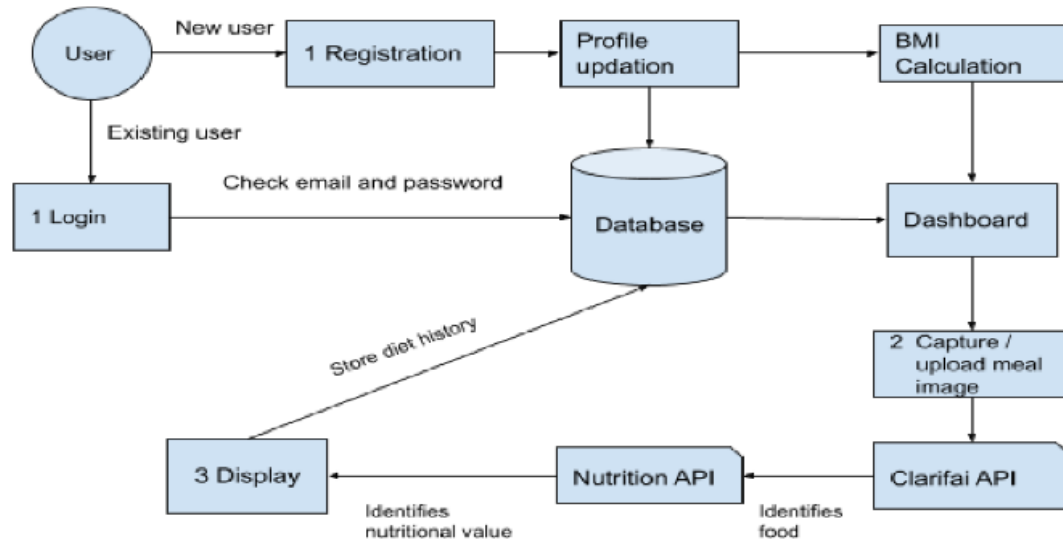 User
New user
1 Registration
Profile
updation
BMI
Calculation
Existing user
1 Login
Check email and password
Database
Dashboard
Store diet history
2 Capture /
upload meal
image
3 Display
Nutrition API
Clarifai API
Identifies
nutritional value
Identifies
food